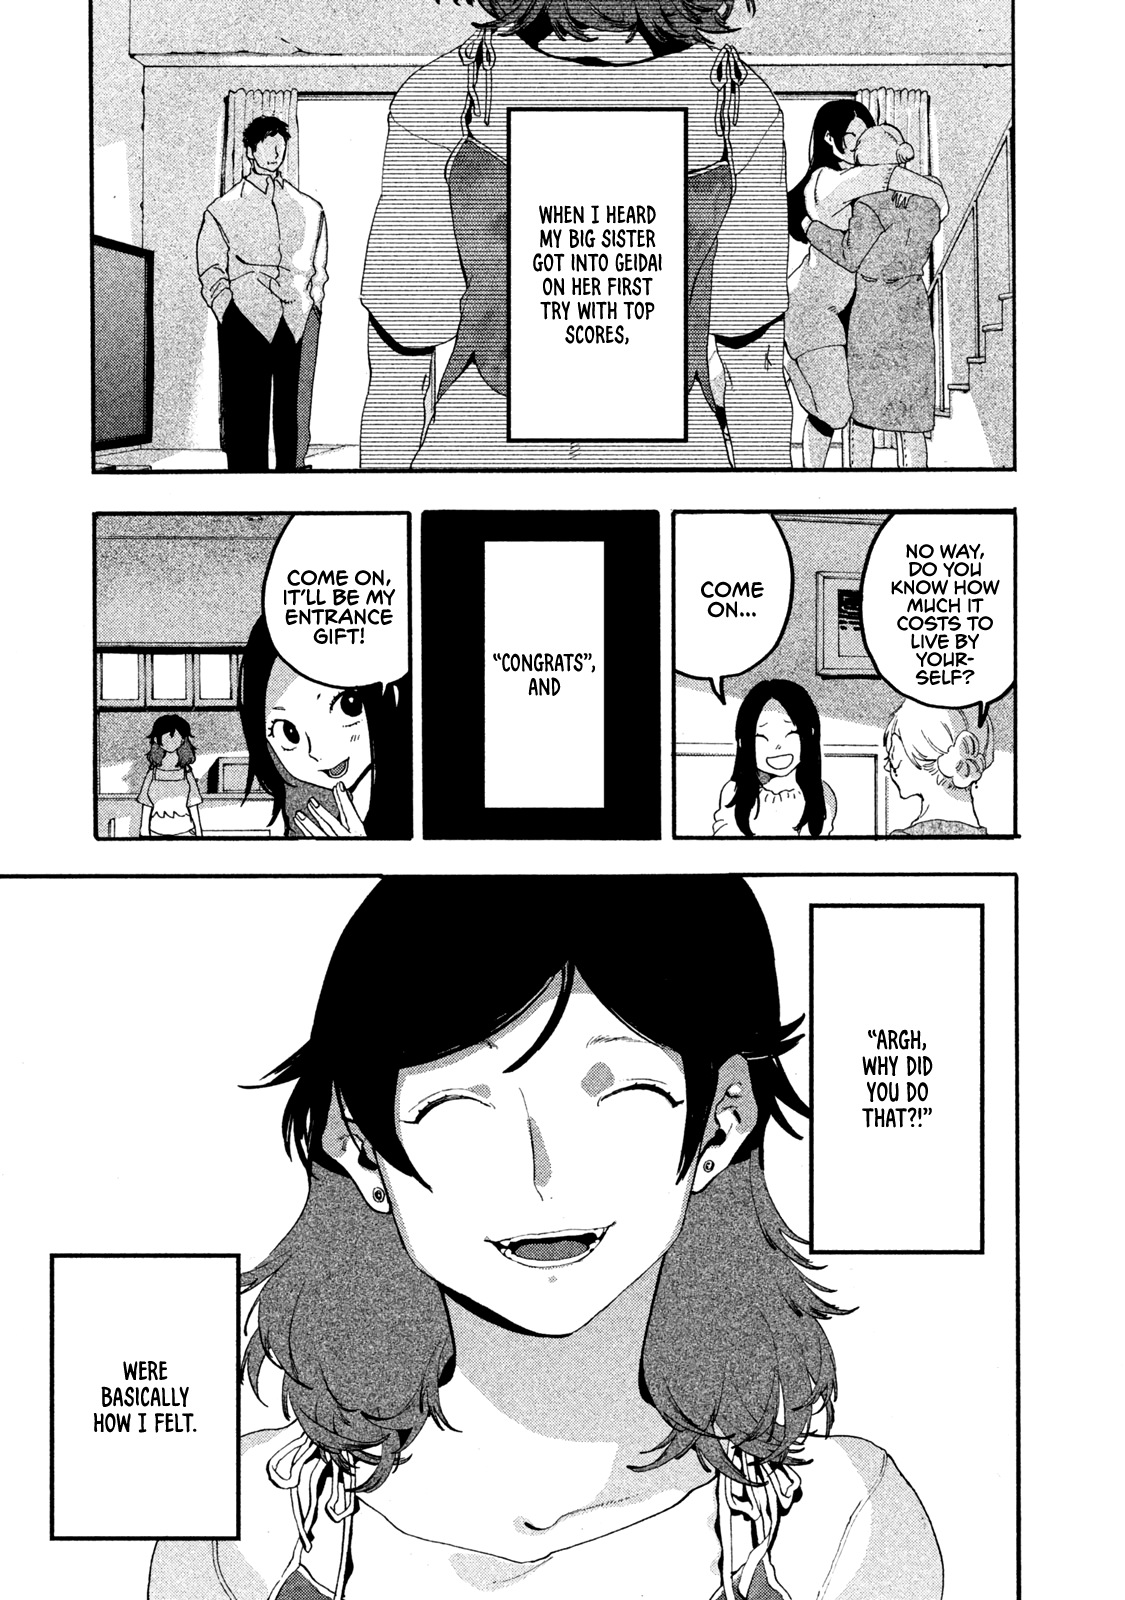 WHEN I HEARD
MY BIG SISTER
GOT INTO GEIDAI
ON HER FIRST
TRY WITH TOP
SCORES,
NO WAY,
DO YOU
KNOW HOW
MUCH IT
COSTS TO
LIVE BY
YOUR-
SELF?
COME
ON...
"CONGRATS",
AND
COME ON,
IT'LL BE MY
ENTRANCE
GIFT!
"ARGH,
WHY DID
YOU DO
THAT?!"
WERE
BASICALLY
HOW I FELT.